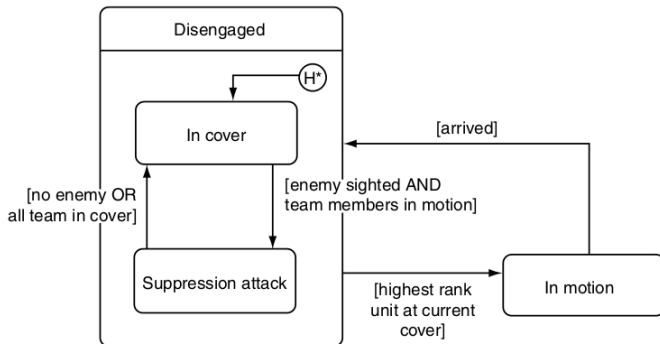 Disengaged
H*
In cover
[arrived]
[no enemy OR
all team in cover]
[enemy sighted AND
team members in motion]
Suppression attack
In motion
[highest rank
unit at current
cover]